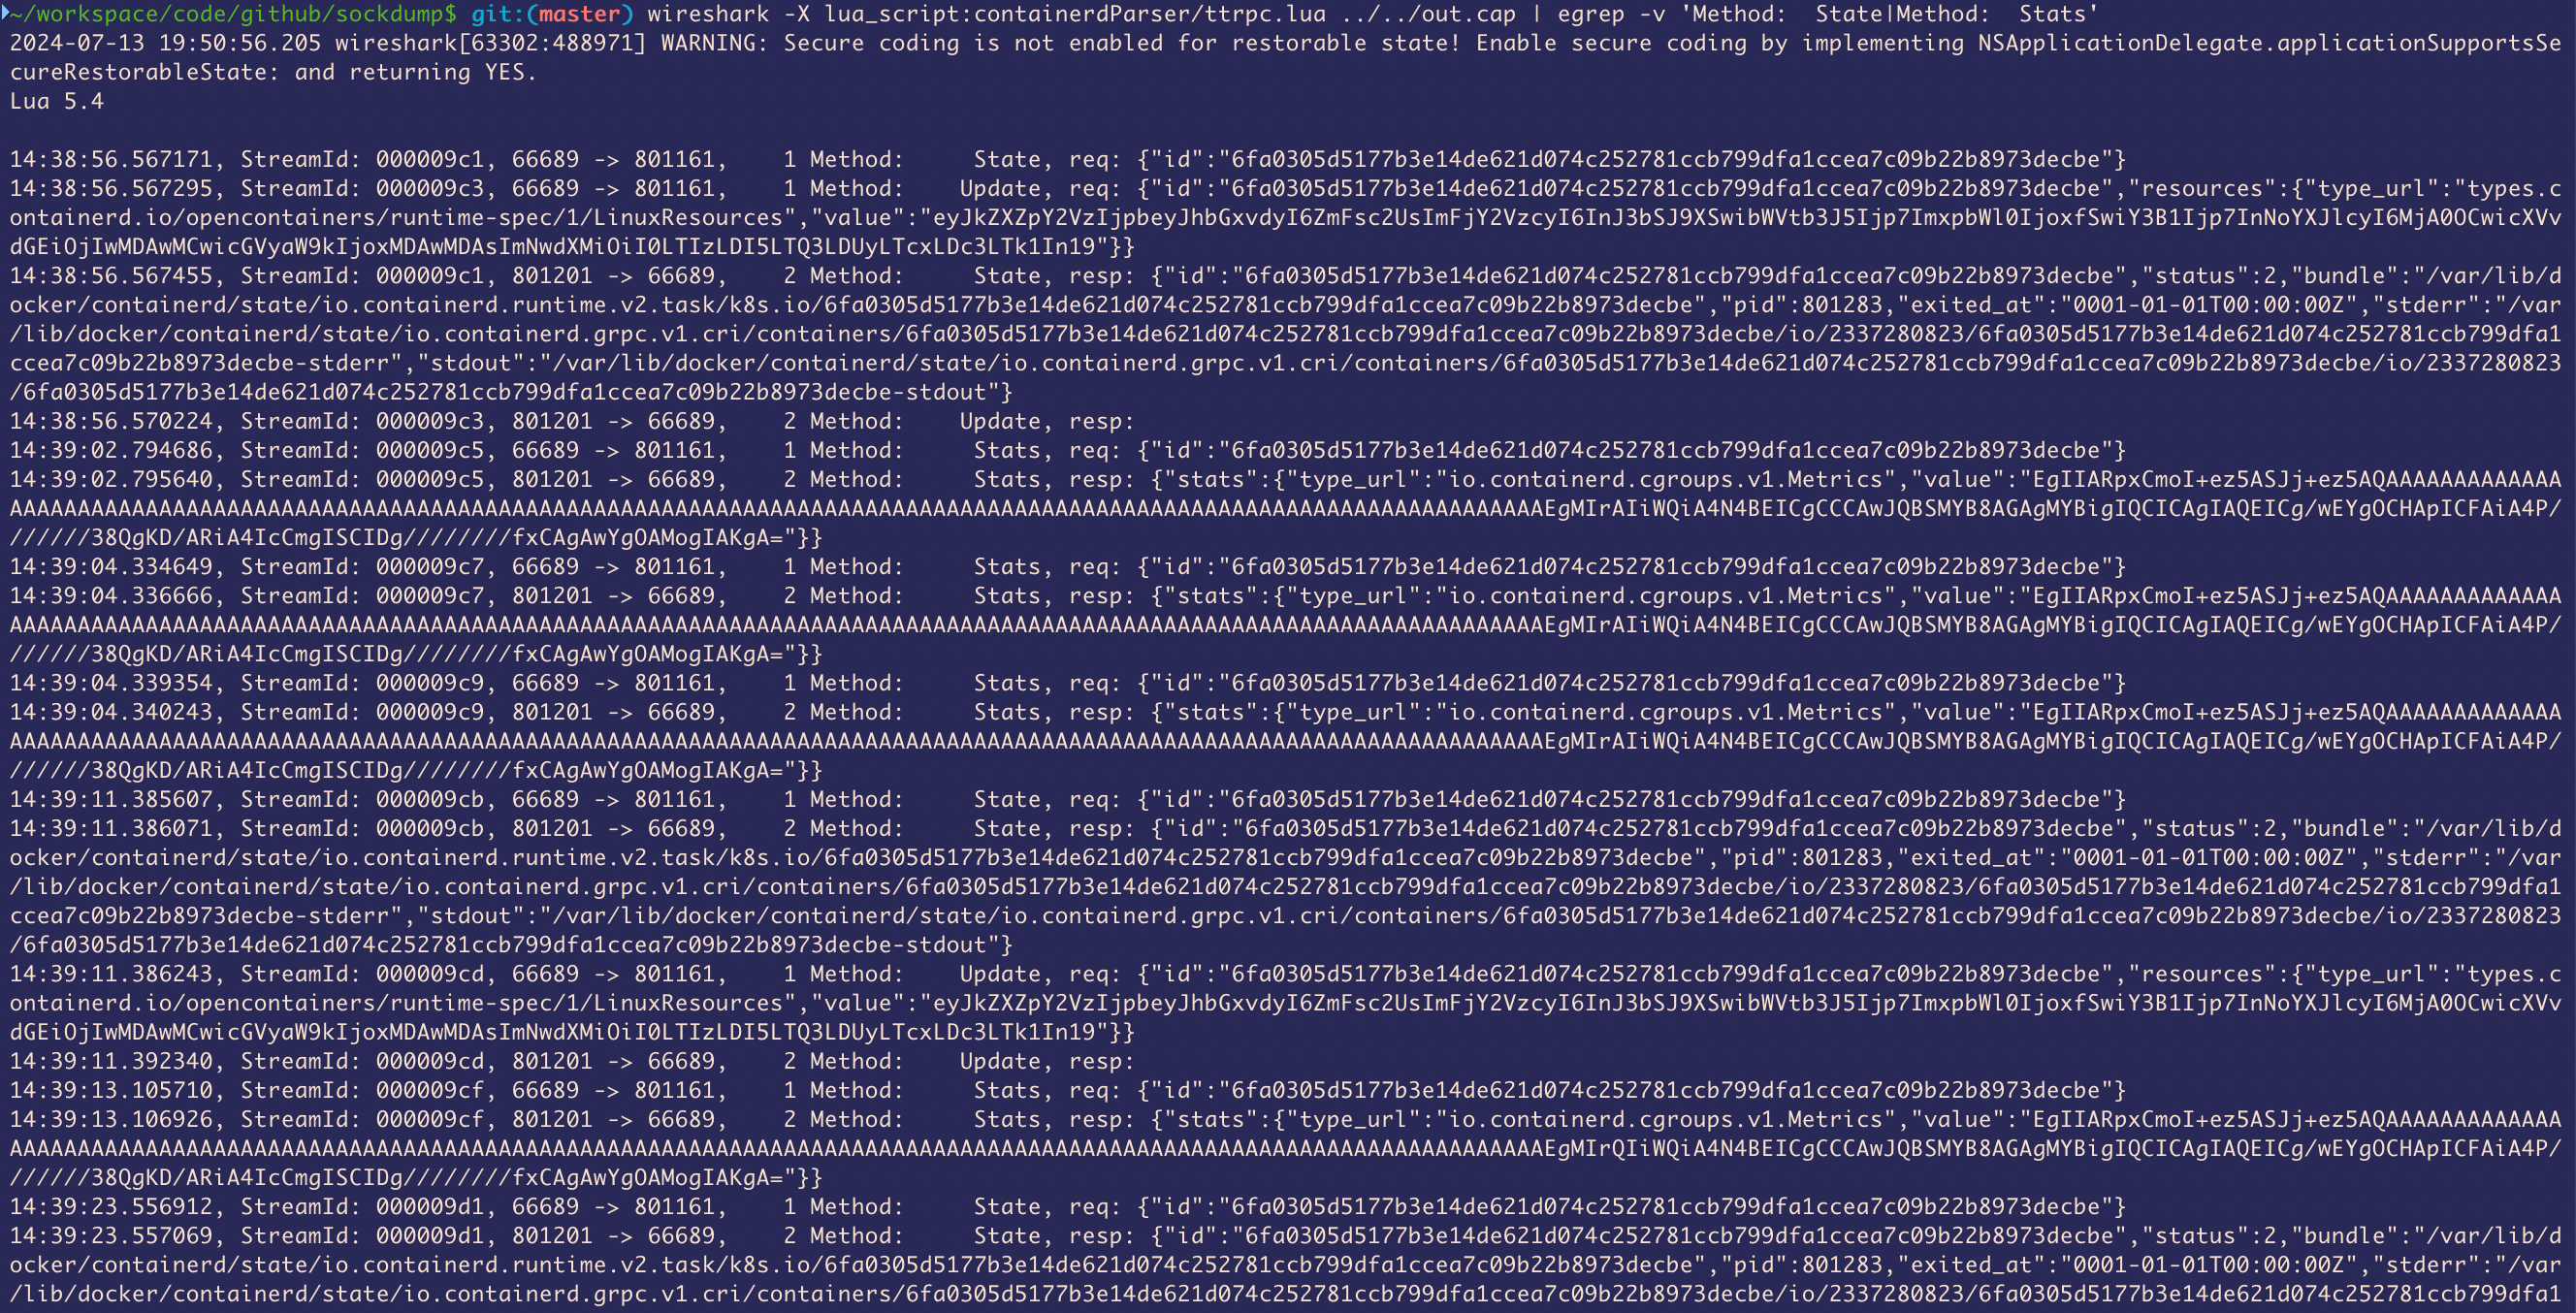 ~/workspace/code/github/sockdump$ git:(master) wireshark -X lua_script:containerdParser/ttrpc.lua ../../out.cap | egrep -v 'Method:  State|Method:  Stats'
2024-07-13 19:50:56.205 wireshark[63302:488971] WARNING: Secure coding is not enabled for restorable state! Enable secure coding by implementing NSApplicationDelegate.applicationSupportsSe
cureRestorableState: and returning YES.
Lua 5.4
14:38:56.567171, StreamId: 000009c1, 66689 -> 801161,    1 Method:     State, req: {"id":"6fa0305d5177b3e14de621d074c252781ccb799dfa1ccea7c09b22b8973decbe"}
14:38:56.567295, StreamId: 000009c3, 66689 -> 801161,    1 Method:    Update, req: {"id":"6fa0305d5177b3e14de621d074c252781ccb799dfa1ccea7c09b22b8973decbe","resources":{"type_url":"types.c
ontainerd.io/opencontainers/runtime-spec/1/LinuxResources","value":"eyJkZXZpY2VzIjpbeyJhbGxvdyI6ZmFsc2UsImFjY2VzcyI6InJ3bSJ9XSwibWVtb3J5Ijp7ImxpbWl0IjoxfSwiY3B1Ijp7InNoYXJlcyI6MjA0OCwicXVv
dGEiOjIwMDAwMCwicGVyaW9kIjoxMDAwMDAsImNwdXMiOiI0LTIzLDI5LTQ3LDUyLTcxLDc3LTk1In19"}}
14:38:56.567455, StreamId: 000009c1, 801201 -> 66689,    2 Method:     State, resp: {"id":"6fa0305d5177b3e14de621d074c252781ccb799dfa1ccea7c09b22b8973decbe","status":2,"bundle":"/var/lib/d
ocker/containerd/state/io.containerd.runtime.v2.task/k8s.io/6fa0305d5177b3e14de621d074c252781ccb799dfa1ccea7c09b22b8973decbe","pid":801283,"exited_at":"0001-01-01T00:00:00Z","stderr":"/var
/lib/docker/containerd/state/io.containerd.grpc.v1.cri/containers/6fa0305d5177b3e14de621d074c252781ccb799dfa1ccea7c09b22b8973decbe/io/2337280823/6fa0305d5177b3e14de621d074c252781ccb799dfa1
ccea7c09b22b8973decbe-stderr","stdout":"/var/lib/docker/containerd/state/io.containerd.grpc.v1.cri/containers/6fa0305d5177b3e14de621d074c252781ccb799dfa1ccea7c09b22b8973decbe/io/2337280823
/6fa0305d5177b3e14de621d074c252781ccb799dfa1ccea7c09b22b8973decbe-stdout"}
14:38:56.570224, StreamId: 000009c3, 801201 -> 66689,    2 Method:    Update, resp:
14:39:02.794686, StreamId: 000009c5, 66689 -> 801161,    1 Method:     Stats, req: {"id":"6fa0305d5177b3e14de621d074c252781ccb799dfa1ccea7c09b22b8973decbe"}
14:39:02.795640, StreamId: 000009c5, 801201 -> 66689,    2 Method:     Stats, resp: {"stats":{"type_url":"io.containerd.cgroups.v1.Metrics","value":"EgIIARpxCmoI+ez5ASJj+ez5AQAAAAAAAAAAAAA
AAAAAAAAAAAAAAAAAAAAAAAAAAAAAAAAAAAAAAAAAAAAAAAAAAAAAAAAAAAAAAAAAAAAAAAAAAAAAAAAAAAAAAAAAAAAAAAAAAAAAAAAAAAAAAAAAEgMIrAIiWQiA4N4BEICgCCCAwJQBSMYB8AGAgMYBigIQCICAgIAQEICg/wEYgOCHApICFAiA4P/
//////38QgKD/ARiA4IcCmgISCIDg////////fxCAgAwYgOAMogIAKgA="}}
14:39:04.334649, StreamId: 000009c7, 66689 -> 801161,    1 Method:     Stats, req: {"id":"6fa0305d5177b3e14de621d074c252781ccb799dfa1ccea7c09b22b8973decbe"}
14:39:04.336666, StreamId: 000009c7, 801201 -> 66689,    2 Method:     Stats, resp: {"stats":{"type_url":"io.containerd.cgroups.v1.Metrics","value":"EgIIARpxCmoI+ez5ASJj+ez5AQAAAAAAAAAAAAA
AAAAAAAAAAAAAAAAAAAAAAAAAAAAAAAAAAAAAAAAAAAAAAAAAAAAAAAAAAAAAAAAAAAAAAAAAAAAAAAAAAAAAAAAAAAAAAAAAAAAAAAAAAAAAAAAAEgMIrAIiWQiA4N4BEICgCCCAwJQBSMYB8AGAgMYBigIQCICAgIAQEICg/wEYgOCHApICFAiA4P/
//////38QgKD/ARiA4IcCmgISCIDg////////fxCAgAwYgOAMogIAKgA="}}
14:39:04.339354, StreamId: 000009c9, 66689 -> 801161,    1 Method:     Stats, req: {"id":"6fa0305d5177b3e14de621d074c252781ccb799dfa1ccea7c09b22b8973decbe"}
14:39:04.340243, StreamId: 000009c9, 801201 -> 66689,    2 Method:     Stats, resp: {"stats":{"type_url":"io.containerd.cgroups.v1.Metrics","value":"EgIIARpxCmoI+ez5ASJj+ez5AQAAAAAAAAAAAAA
AAAAAAAAAAAAAAAAAAAAAAAAAAAAAAAAAAAAAAAAAAAAAAAAAAAAAAAAAAAAAAAAAAAAAAAAAAAAAAAAAAAAAAAAAAAAAAAAAAAAAAAAAAAAAAAAAEgMIrAIiWQiA4N4BEICgCCCAwJQBSMYB8AGAgMYBigIQCICAgIAQEICg/wEYgOCHApICFAiA4P/
//////38QgKD/ARiA4IcCmgISCIDg////////fxCAgAwYgOAMogIAKgA="}}
14:39:11.385607, StreamId: 000009cb, 66689 -> 801161,    1 Method:     State, req: {"id":"6fa0305d5177b3e14de621d074c252781ccb799dfa1ccea7c09b22b8973decbe"}
14:39:11.386071, StreamId: 000009cb, 801201 -> 66689,    2 Method:     State, resp: {"id":"6fa0305d5177b3e14de621d074c252781ccb799dfa1ccea7c09b22b8973decbe","status":2,"bundle":"/var/lib/d
ocker/containerd/state/io.containerd.runtime.v2.task/k8s.io/6fa0305d5177b3e14de621d074c252781ccb799dfa1ccea7c09b22b8973decbe","pid":801283,"exited_at":"0001-01-01T00:00:00Z","stderr":"/var
/lib/docker/containerd/state/io.containerd.grpc.v1.cri/containers/6fa0305d5177b3e14de621d074c252781ccb799dfa1ccea7c09b22b8973decbe/io/2337280823/6fa0305d5177b3e14de621d074c252781ccb799dfa1
ccea7c09b22b8973decbe-stderr","stdout":"/var/lib/docker/containerd/state/io.containerd.grpc.v1.cri/containers/6fa0305d5177b3e14de621d074c252781ccb799dfa1ccea7c09b22b8973decbe/io/2337280823
/6fa0305d5177b3e14de621d074c252781ccb799dfa1ccea7c09b22b8973decbe-stdout"}
14:39:11.386243, StreamId: 000009cd, 66689 -> 801161,    1 Method:    Update, req: {"id":"6fa0305d5177b3e14de621d074c252781ccb799dfa1ccea7c09b22b8973decbe","resources":{"type_url":"types.c
ontainerd.io/opencontainers/runtime-spec/1/LinuxResources","value":"eyJkZXZpY2VzIjpbeyJhbGxvdyI6ZmFsc2UsImFjY2VzcyI6InJ3bSJ9XSwibWVtb3J5Ijp7ImxpbWl0IjoxfSwiY3B1Ijp7InNoYXJlcyI6MjA0OCwicXVv
dGEiOjIwMDAwMCwicGVyaW9kIjoxMDAwMDAsImNwdXMiOiI0LTIzLDI5LTQ3LDUyLTcxLDc3LTk1In19"}}
14:39:11.392340, StreamId: 000009cd, 801201 -> 66689,    2 Method:    Update, resp:
14:39:13.105710, StreamId: 000009cf, 66689 -> 801161,    1 Method:     Stats, req: {"id":"6fa0305d5177b3e14de621d074c252781ccb799dfa1ccea7c09b22b8973decbe"}
14:39:13.106926, StreamId: 000009cf, 801201 -> 66689,    2 Method:     Stats, resp: {"stats":{"type_url":"io.containerd.cgroups.v1.Metrics","value":"EgIIARpxCmoI+ez5ASJj+ez5AQAAAAAAAAAAAAA
AAAAAAAAAAAAAAAAAAAAAAAAAAAAAAAAAAAAAAAAAAAAAAAAAAAAAAAAAAAAAAAAAAAAAAAAAAAAAAAAAAAAAAAAAAAAAAAAAAAAAAAAAAAAAAAAAEgMIrQIiWQiA4N4BEICgCCCAwJQBSMYB8AGAgMYBigIQCICAgIAQEICg/wEYgOCHApICFAiA4P/
//////38QgKD/ARiA4IcCmgISCIDg////////fxCAgAwYgOAMogIAKgA="}}
14:39:23.556912, StreamId: 000009d1, 66689 -> 801161,    1 Method:     State, req: {"id":"6fa0305d5177b3e14de621d074c252781ccb799dfa1ccea7c09b22b8973decbe"}
14:39:23.557069, StreamId: 000009d1, 801201 -> 66689,    2 Method:     State, resp: {"id":"6fa0305d5177b3e14de621d074c252781ccb799dfa1ccea7c09b22b8973decbe","status":2,"bundle":"/var/lib/d
ocker/containerd/state/io.containerd.runtime.v2.task/k8s.io/6fa0305d5177b3e14de621d074c252781ccb799dfa1ccea7c09b22b8973decbe","pid":801283,"exited_at":"0001-01-01T00:00:00Z","stderr":"/var
/lib/docker/containerd/state/io.containerd.grpc.v1.cri/containers/6fa0305d5177b3e14de621d074c252781ccb799dfa1ccea7c09b22b8973decbe/io/2337280823/6fa0305d5177b3e14de621d074c252781ccb799dfa1